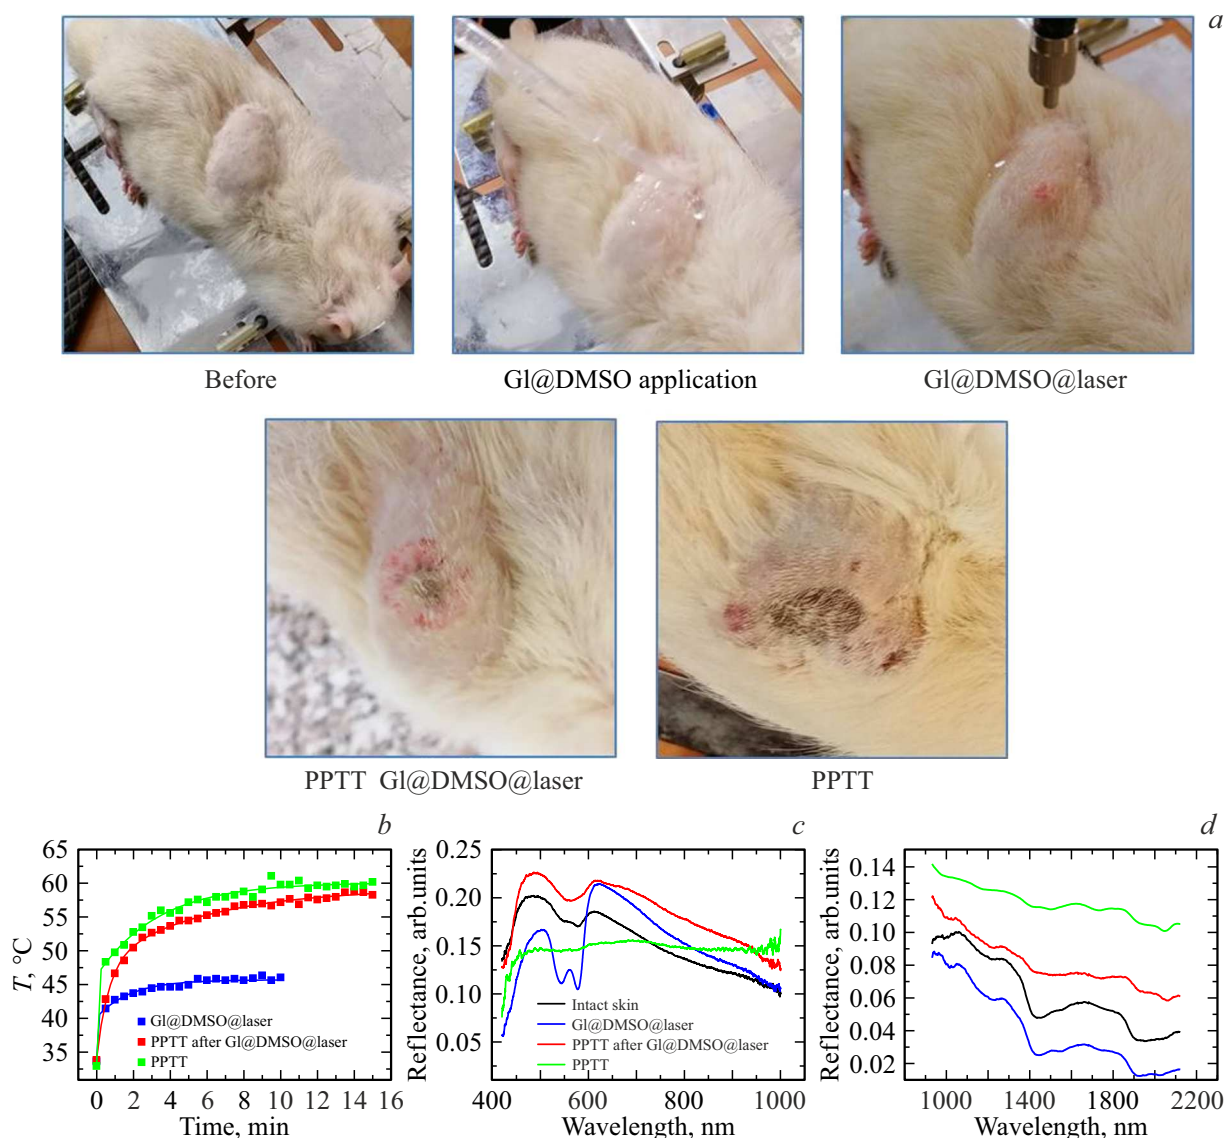 a
Before
Gl@DMSO application
Gl@DMSO@laser
PPTT Gl@DMSO@laser
PPTT
b
c
d
65
60
55
50
45
40
35
T, °C
Gl@DMSO@laser
PPTT after Gl@DMSO@laser
PPTT
0 2 4 6 8 10 12 14 16
Time, min
0.25
0.20
0.15
0.10
0.05
Reflectance, arb.units
Intact skin
Gl@DMSO@laser
PPTT after Gl@DMSO@laser
PPTT
400 600 800 1000
Wavelength, nm
0.14
0.12
0.10
0.08
0.06
0.04
0.02
Reflectance, arb.units
1000 1400 1800 2200
Wavelength, nm